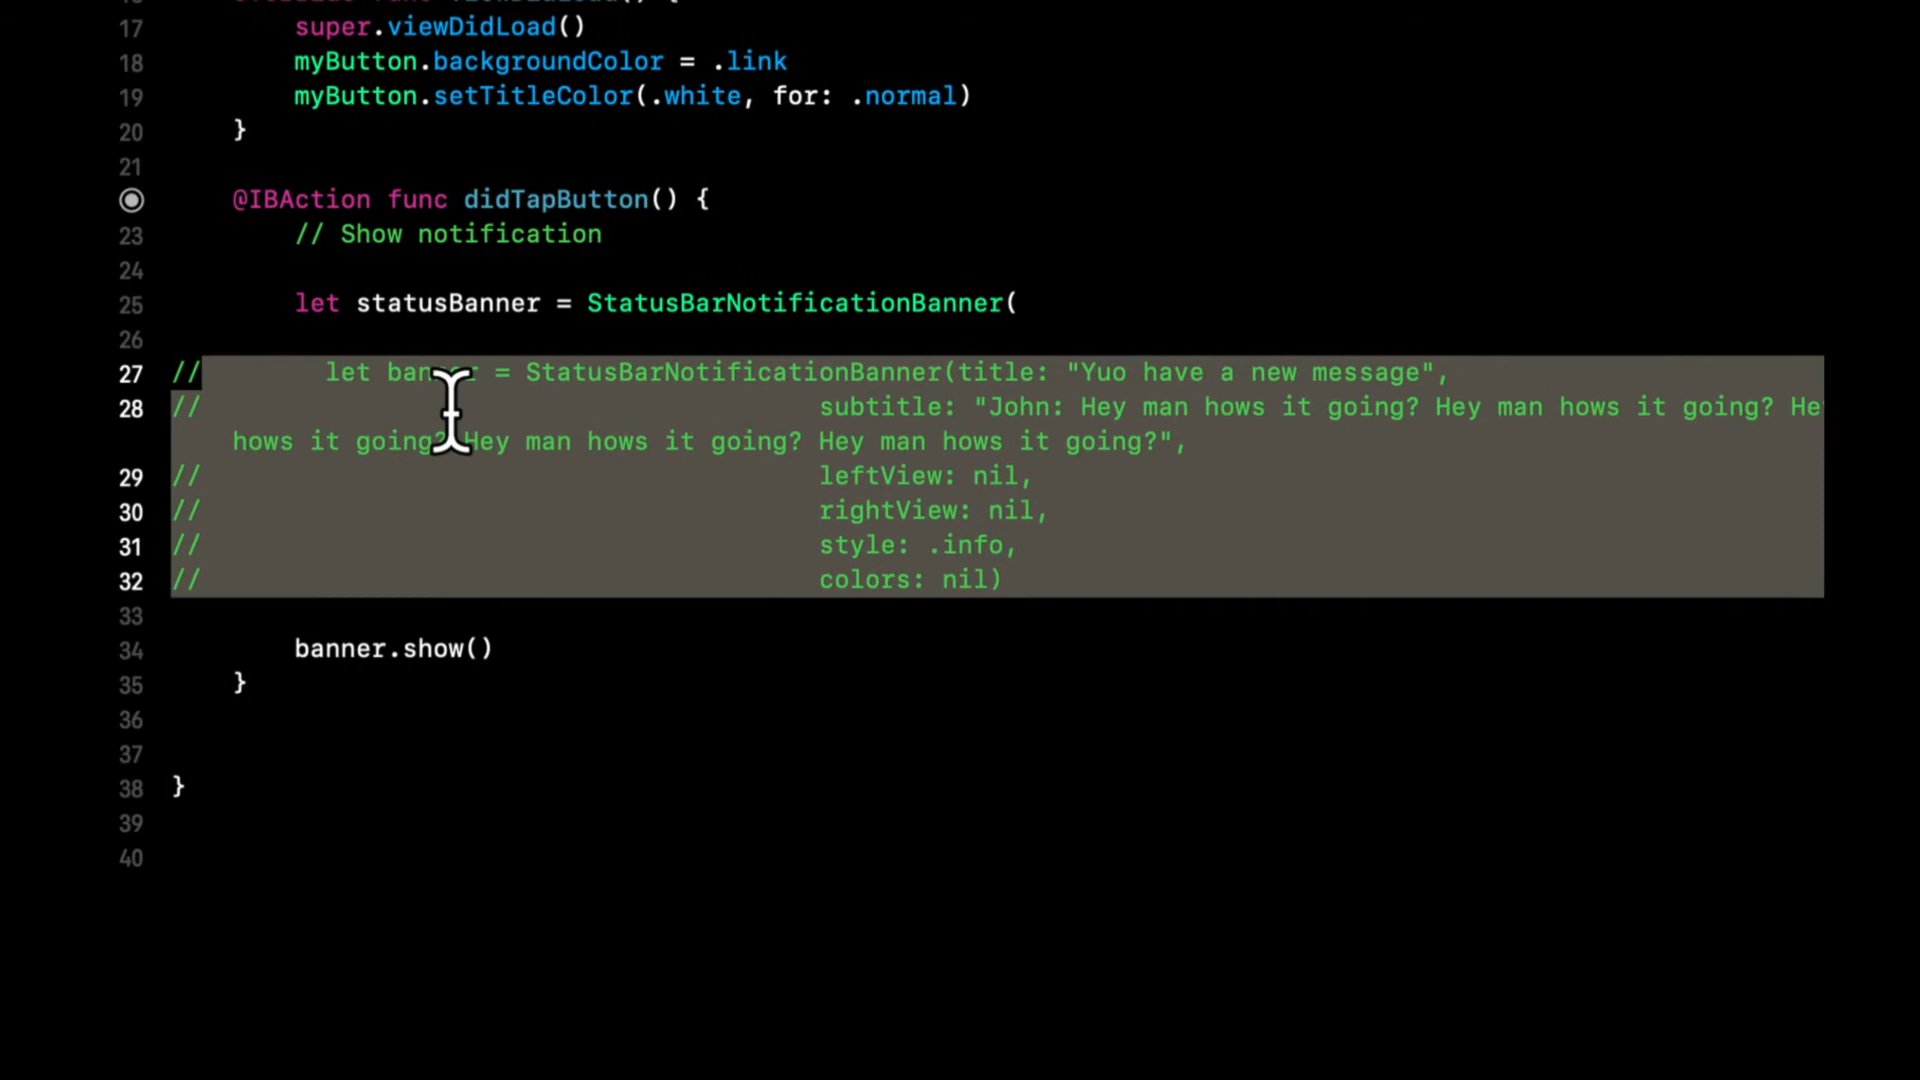 17 super.viewDidLoad()
18 myButton.backgroundColor = .link
19 myButton.setTitleColor(.white, for: .normal)
20 }
21
@IBAction func didTapButton() {
23 // Show notification
24
25 let statusBanner = StatusBarNotificationBanner(
26
27 // let banner = StatusBarNotificationBanner(title: "Yuo have a new message",
28 // subtitle: "John: Hey man hows it going? Hey man hows it going? He
hows it going? Hey man hows it going? Hey man hows it going?",
29 // leftView: nil,
30 // rightView: nil,
31 // style: .info,
32 // colors: nil)
33
34 banner.show()
35 }
36
37
38 }
39
40